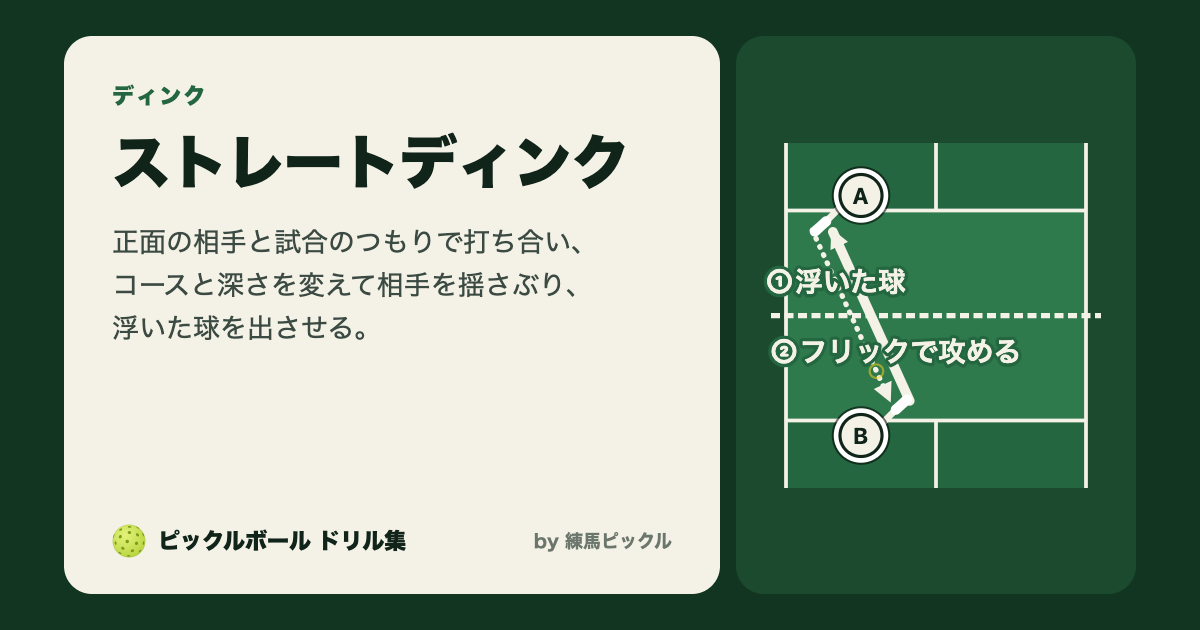 ディンク
ストレートディンク
正面の相手と試合のつもりで打ち合い、
コースと深さを変えて相手を揺さぶり、
浮いた球を出させる。
ピックルボール ドリル集
by 練馬ピックル
A
①浮いた球
②フリックで攻める
B